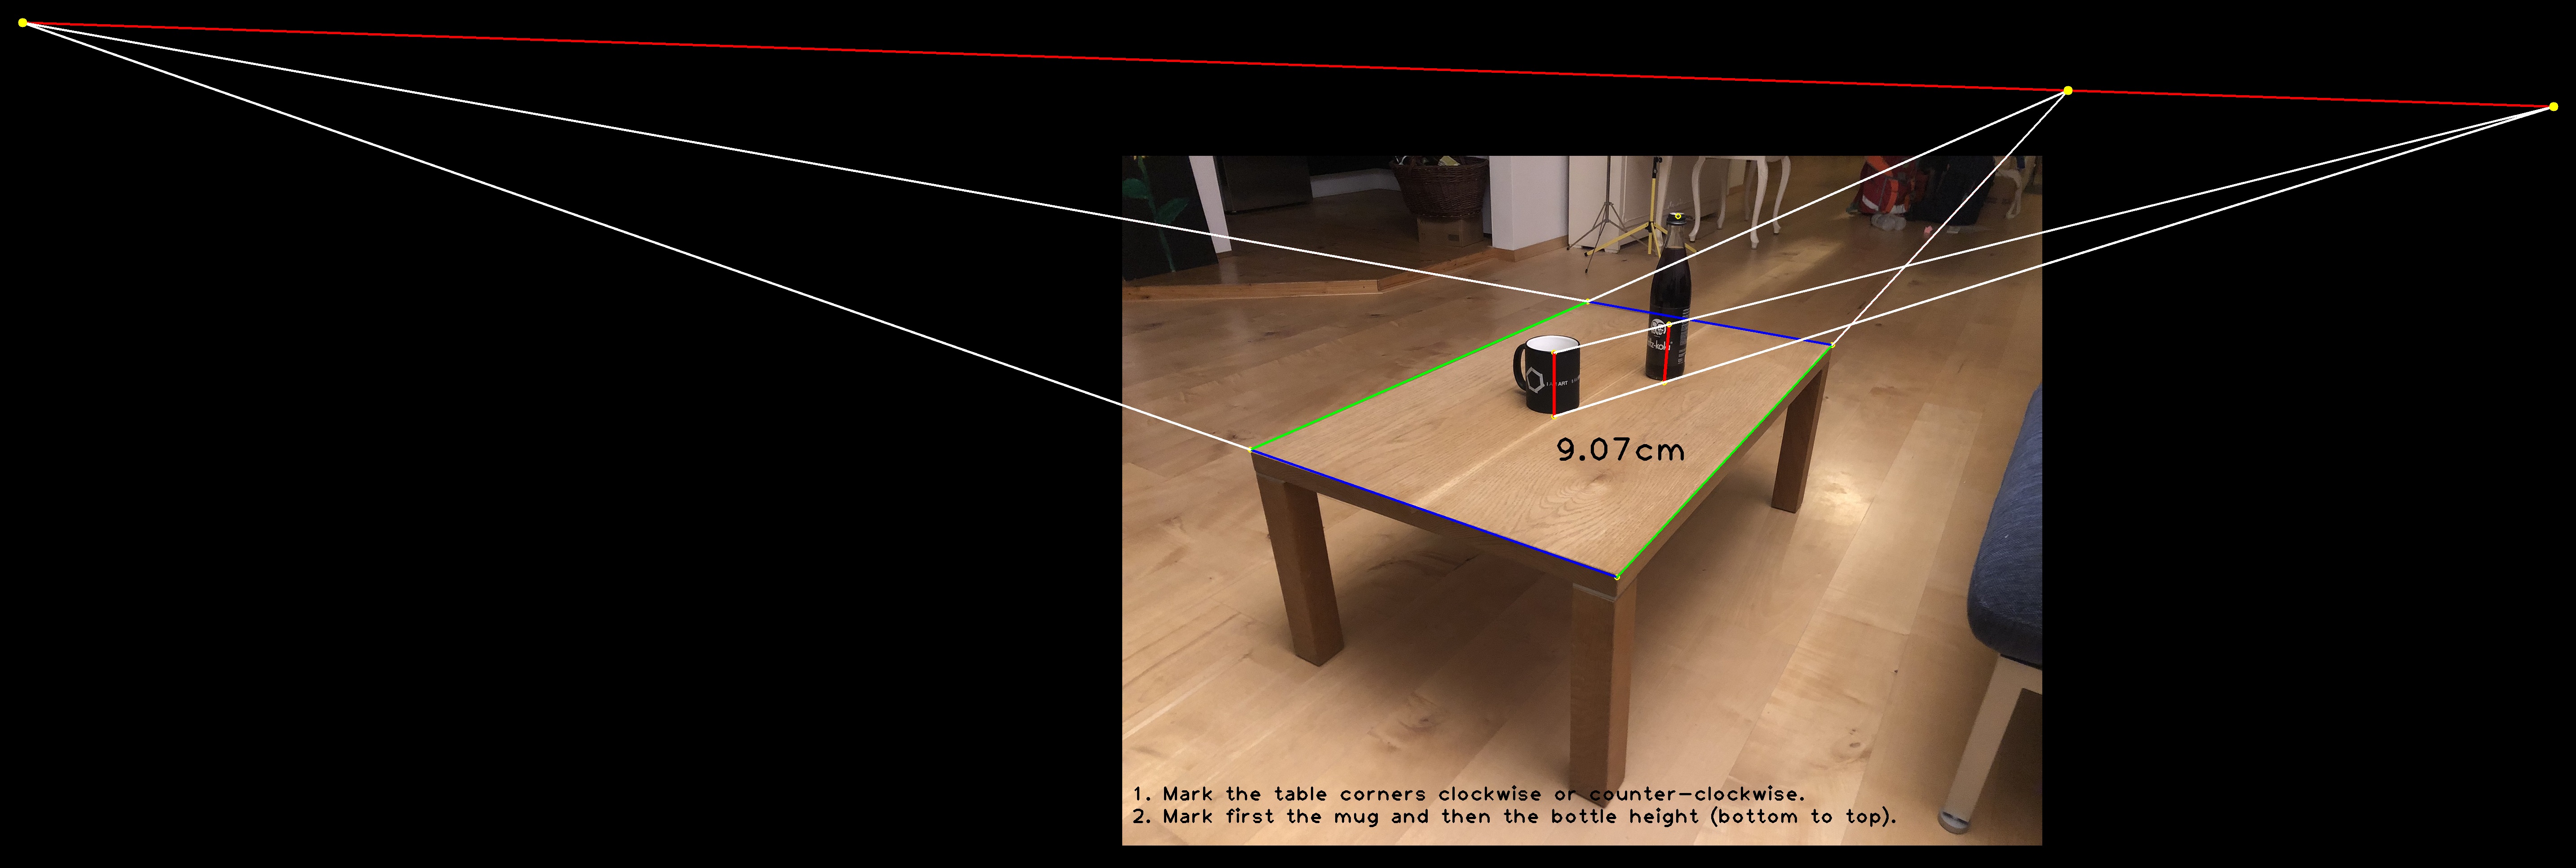 9.07cm
1. Mark the table corners clockwise or counter-clockwise.
2. Mark first the mug and then the bottle height (bottom to top).